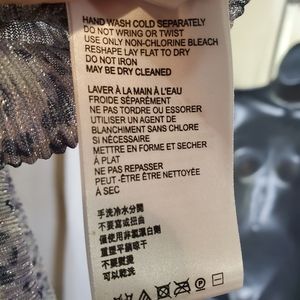 HAND WASH COLD SEPARATELY
DO NOT WRING OR TWIST
USE ONLY NON-CHLORINE BLEACH
RESHAPE LAY FLAT TO DRY
DO NOT IRON
MAY BE DRY CLEANED
LAVER À LA MAIN À L'EAU
FROIDE SÉPARÉMENT
NE PAS TORDRE OU ESSORER
UTILISER UN AGENT DE
BLANCHIMENT SANS CHLORE
SI NÉCESSAIRE
METTRE EN FORME ET SECHER
À PLAT
NE PAS REPASSER
PEUT -ÊTRE ÊTRE NETTOYÉE
À SEC
手洗冷水分開
不要寫或扭曲
僅使用非氯漂白劑
重塑平躺晾干
不要熨燙
可以乾洗